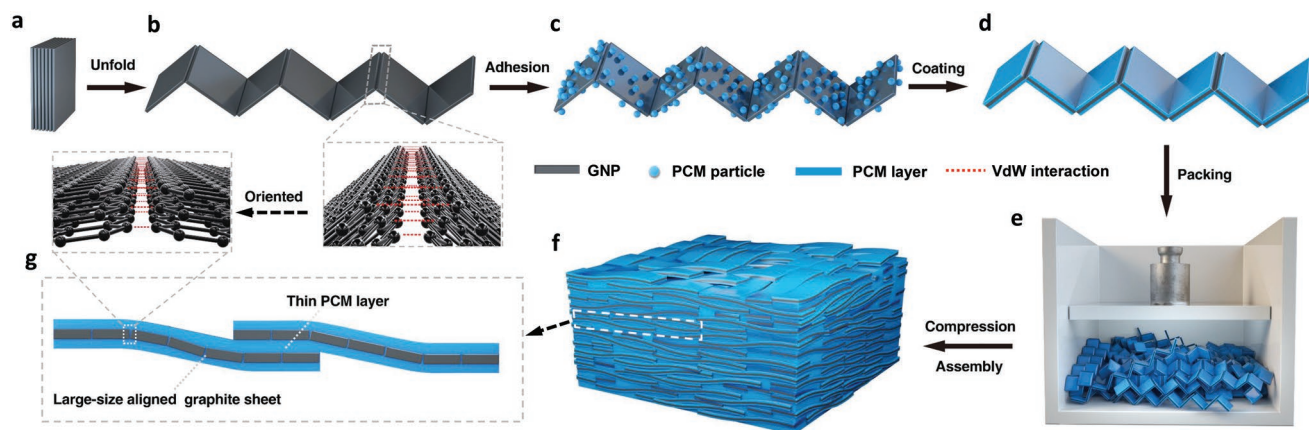 a
b
c
d
Unfold
Adhesion
Coating
GNP
PCM particle
PCM layer
VdW interaction
Packing
Oriented
e
f
g
Thin PCM layer
Large-size aligned graphite sheet
Compression
Assembly